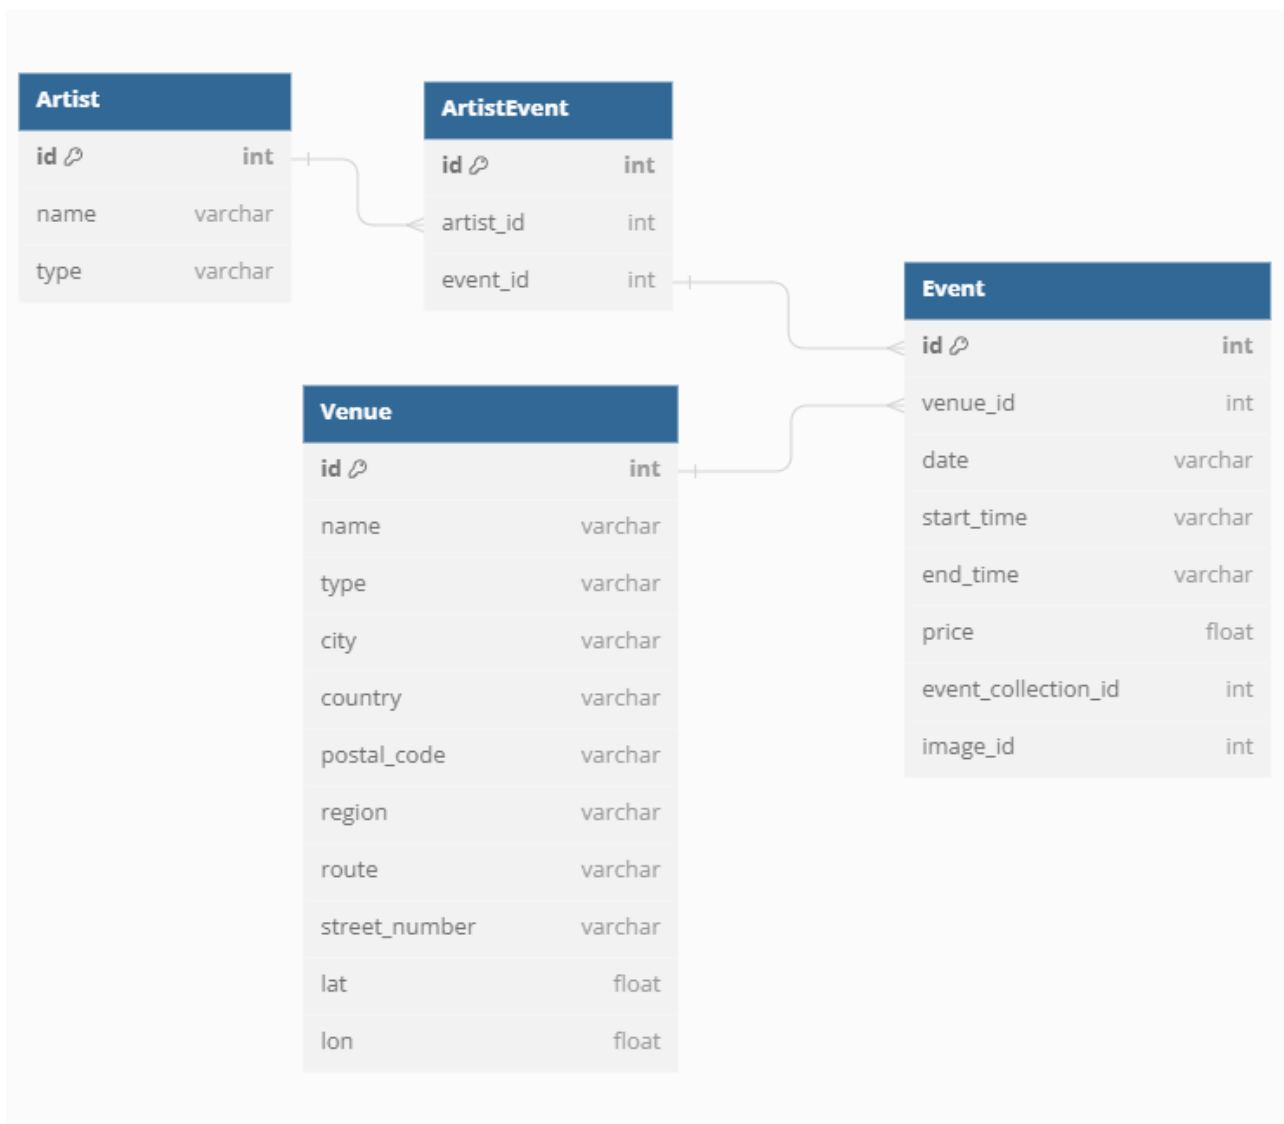 Artist
id int
name varchar
type varchar
ArtistEvent
id int
artist_id int
event_id int
Event
id int
venue_id int
date varchar
start_time varchar
end_time varchar
price float
event_collection_id int
image_id int
Venue
id int
name varchar
type varchar
city varchar
country varchar
postal_code varchar
region varchar
route varchar
street_number varchar
lat float
lon float